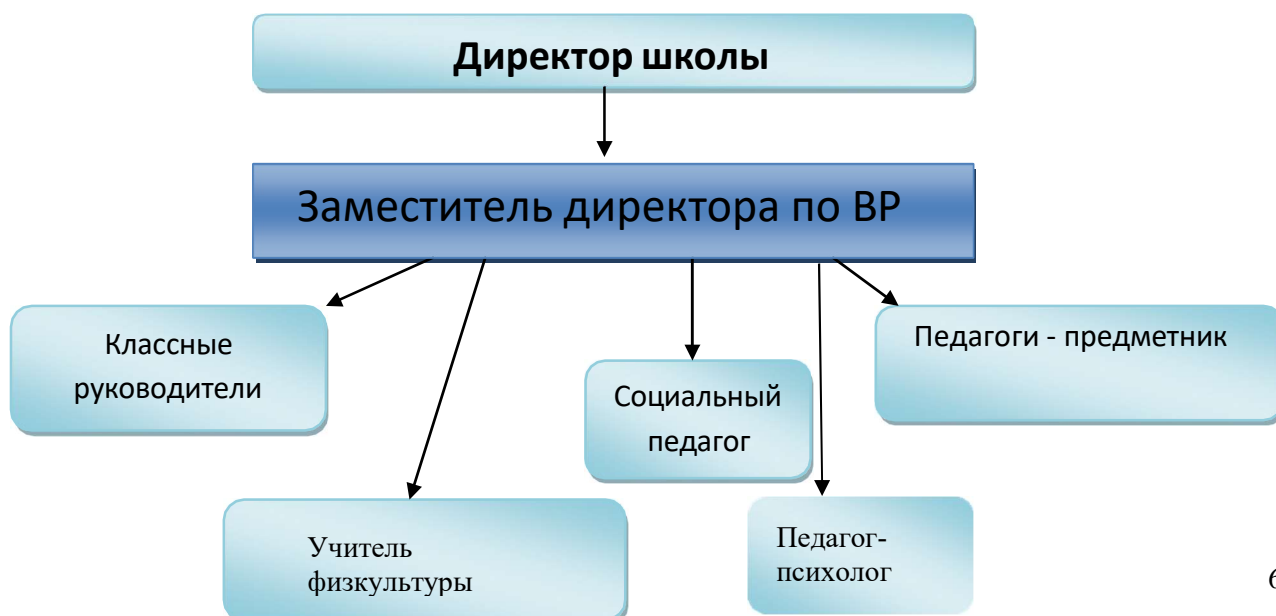 Директор школы
Заместитель директора по ВР
Классные
руководители
Педагоги - предметник
Социальный
педагог
Учитель
физкультуры
Педагог-
психолог